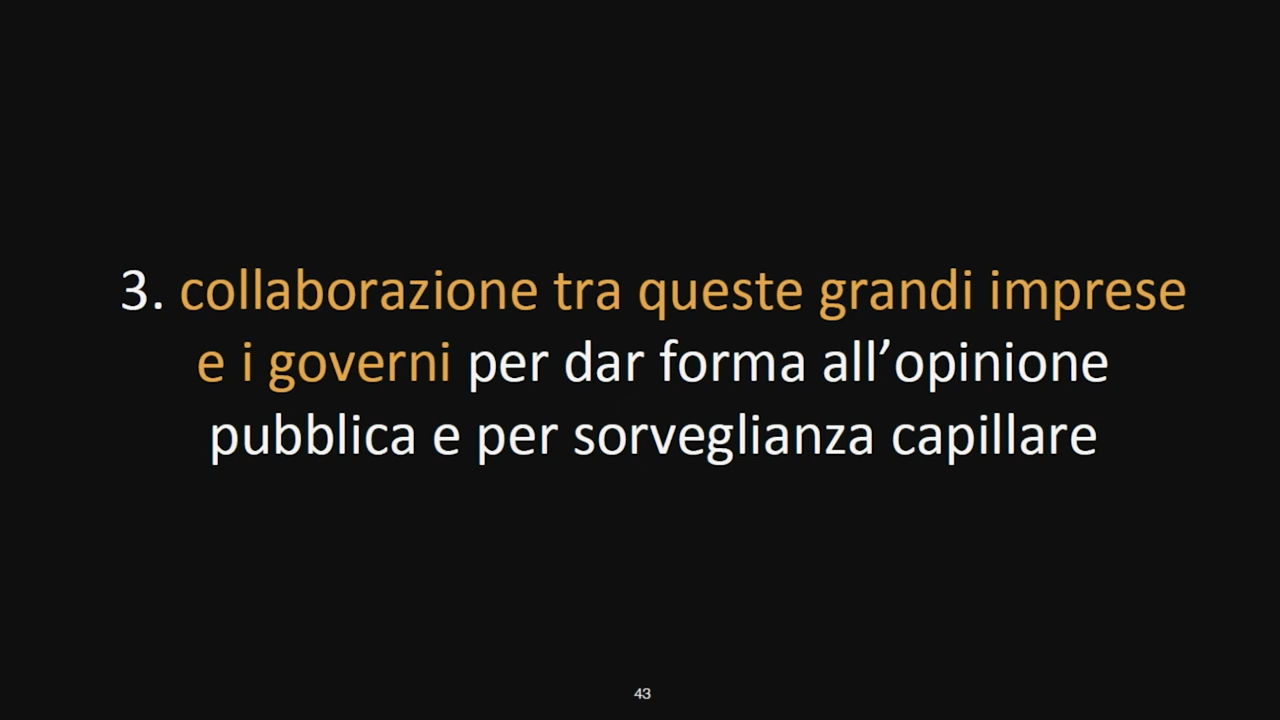 3. collaborazione tra queste grandi imprese
e i governi per dar forma all’opinione
pubblica e per sorveglianza capillare
43